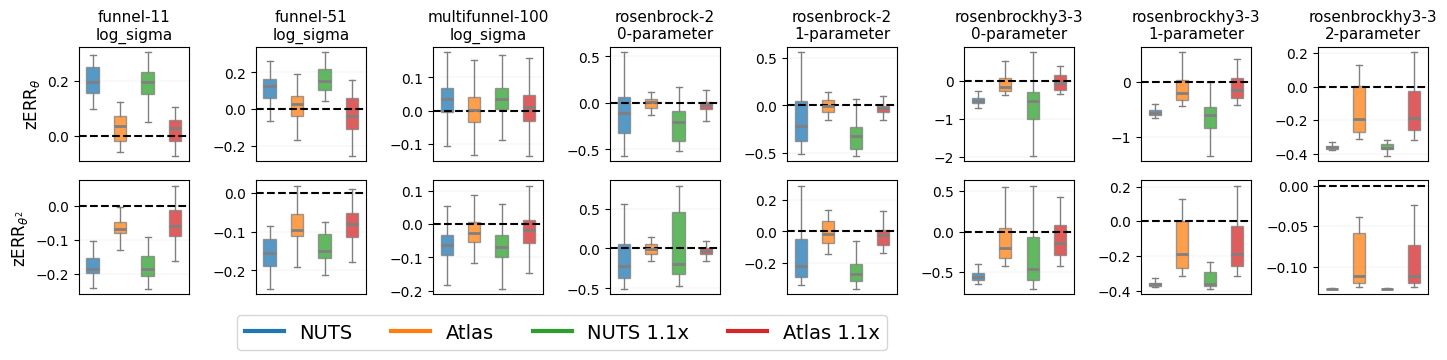 funnel-11
log_sigma
funnel-51
log_sigma
multifunnel-100
log_sigma
rosenbrock-2
0-parameter
rosenbrock-2
1-parameter
rosenbrockhy3-3
0-parameter
rosenbrockhy3-3
1-parameter
rosenbrockhy3-3
2-parameter
zERR_θ
0.2
0.0
0.2
0.0
−0.2
0.1
0.0
−0.1
0.5
0.0
−0.5
0.5
0.0
−0.5
0
−1
−2
0
−1
0.2
0.0
−0.2
−0.4
zERR_θ²
0.0
−0.1
−0.2
0.0
−0.1
−0.2
0.1
0.0
−0.1
−0.2
0.5
0.0
−0.5
0.2
0.0
−0.2
0.5
0.0
−0.5
0.2
0.0
−0.2
−0.4
0.00
−0.05
−0.10
NUTS
Atlas
NUTS 1.1x
Atlas 1.1x